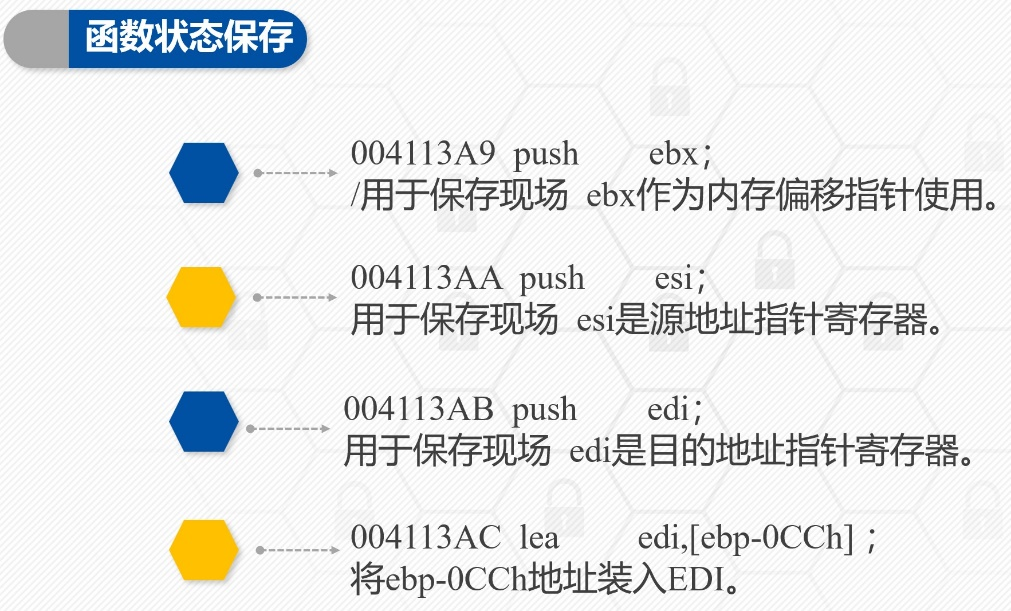 函数状态保存
004113A9 push ebx；
/用于保存现场 ebx作为内存偏移指针使用。
004113AA push esi；
用于保存现场 esi是源地址指针寄存器。
004113AB push edi；
用于保存现场 edi是目的地址指针寄存器。
004113AC lea edi,[ebp-0CCh]；
将ebp-0CCh地址装入EDI。